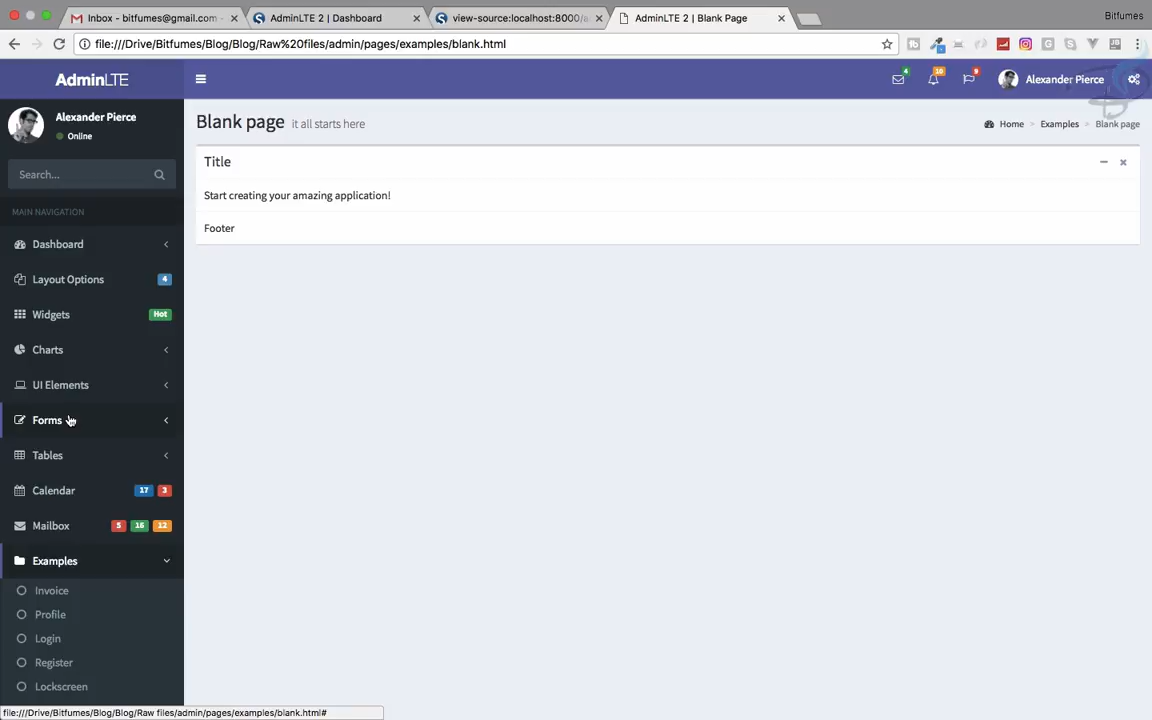 Inbox - bitfumes@gmail.com -
AdminLTE 2 | Dashboard
view-source:localhost:8000/
AdminLTE 2 | Blank Page
Bitfumes
file:///Drive/Bitfumes/Blog/Blog/Raw%20files/admin/pages/examples/blank.html
AdminLTE
4
10
9
Alexander Pierce
Alexander Pierce
Online
Blank page it all starts here
Home > Examples > Blank page
Search...
Title
Start creating your amazing application!
Footer
MAIN NAVIGATION
Dashboard
Layout Options 4
Widgets Hot
Charts
UI Elements
Forms
Tables
Calendar 17 3
Mailbox 5 16 12
Examples
Invoice
Profile
Login
Register
Lockscreen
file:///Drive/Bitfumes/Blog/Blog/Raw files/admin/pages/examples/blank.html#